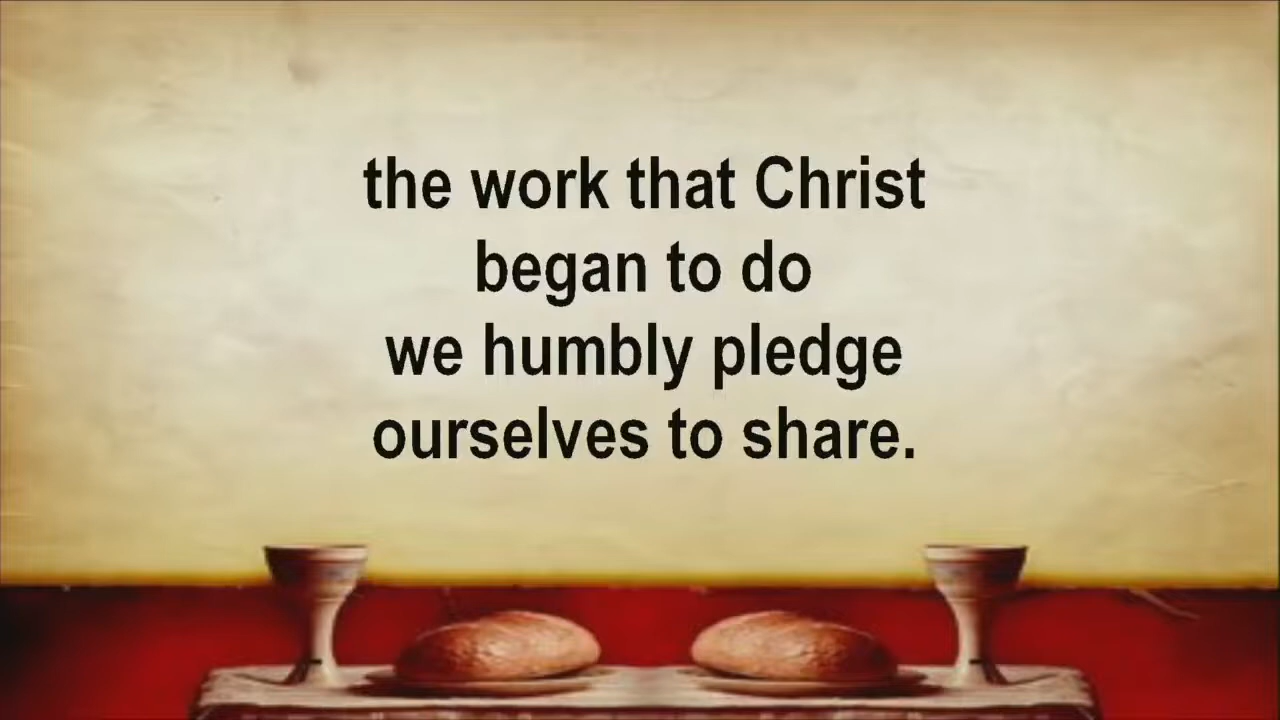 the work that Christ
began to do
we humbly pledge
ourselves to share.